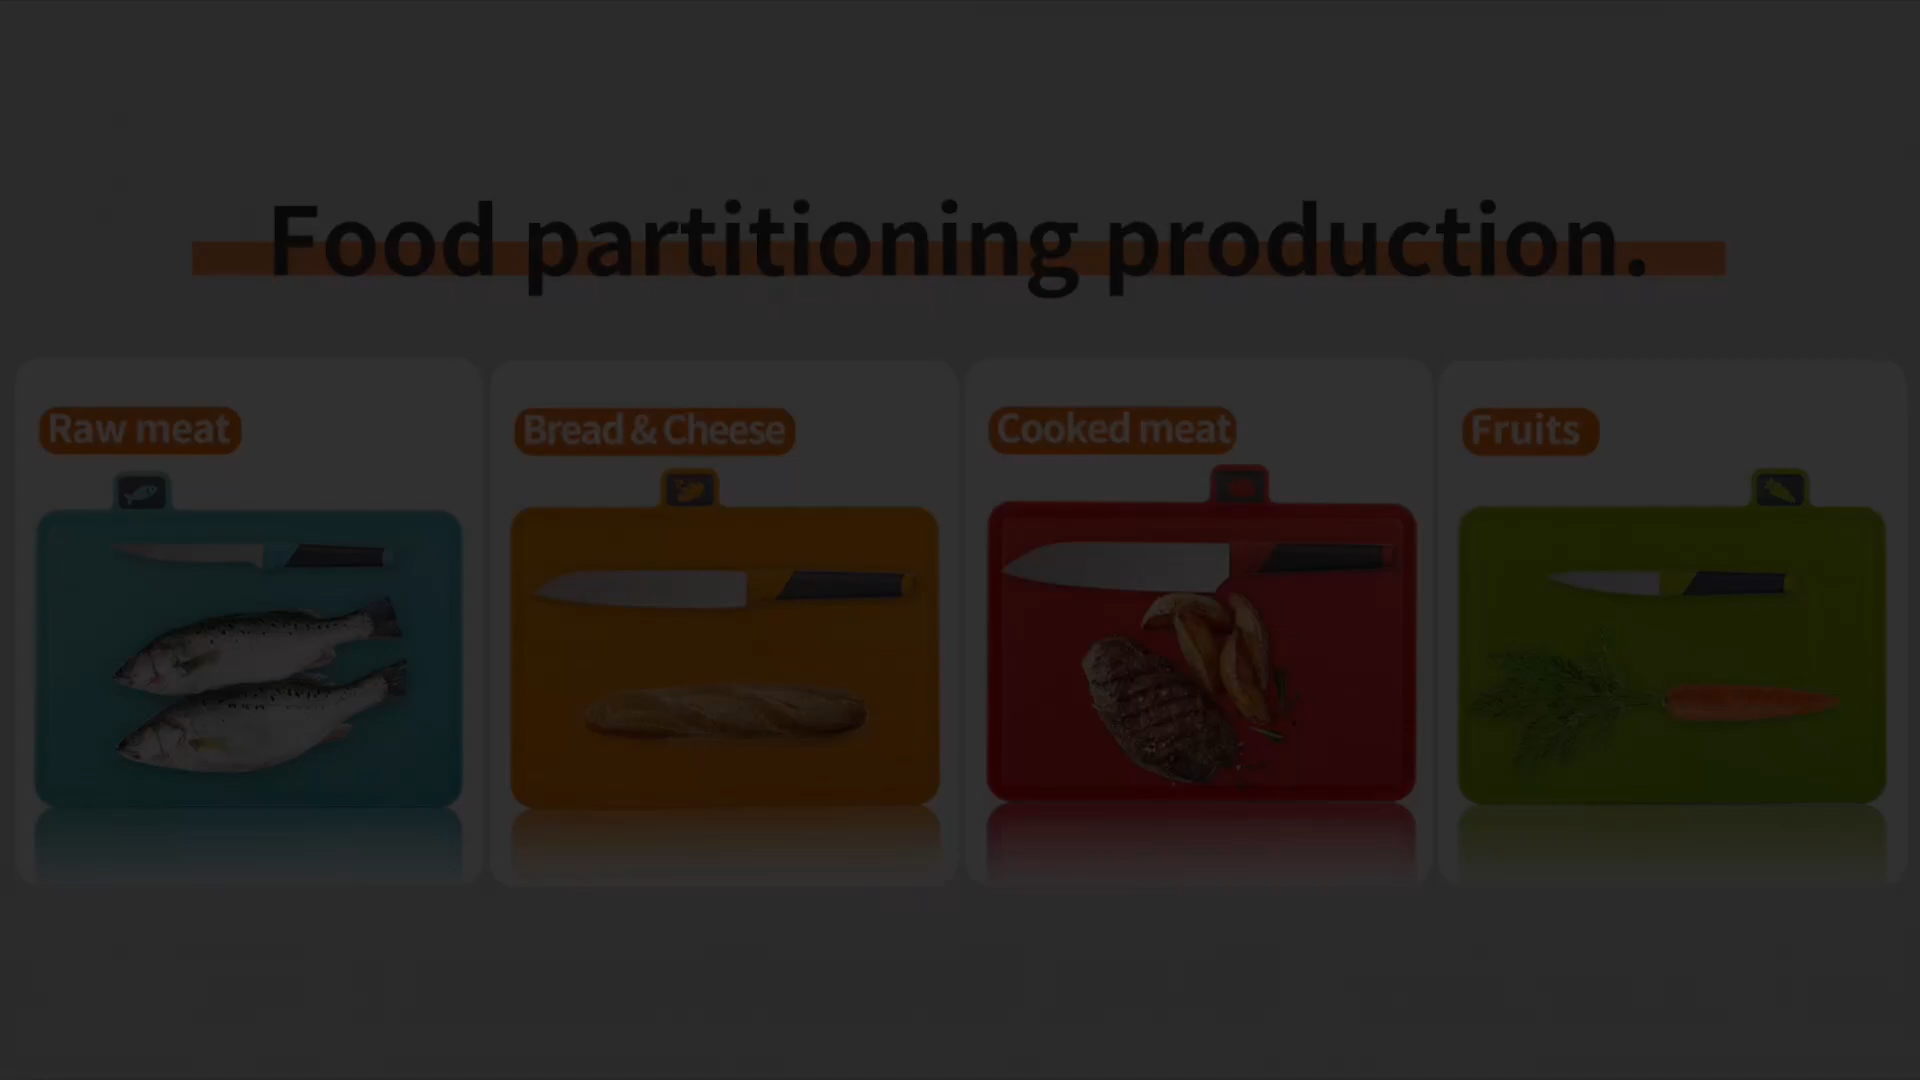 Food partitioning production.
Raw meat
Bread & Cheese
Cooked meat
Fruits